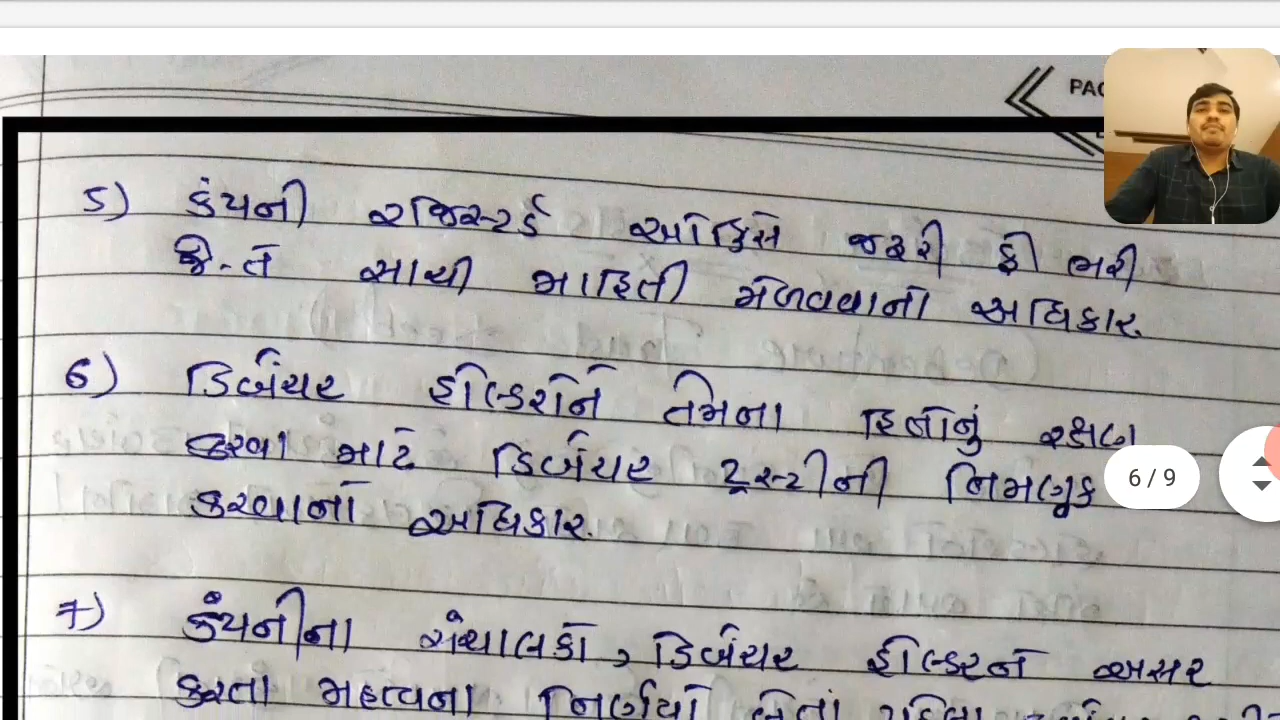 PAG
5) કંપની રજિસ્ટર્ડ ઓફિસે જરૂરી ફી ભરી
સાચી માહિતી મેળવવાનો અધિકાર.
6) ડિબેંચર હોલ્ડરોને તેમના હિતોનું રક્ષણ
કરવા માટે ડિબેંચર ટ્રસ્ટીની નિમણૂક
કરવાનો અધિકાર.
6/9
7) કંપનીના સંચાલકો, ડિબેંચર હોલ્ડરને અસર
કરતા મહત્વના નિર્ણયો લેતાં પહેલા